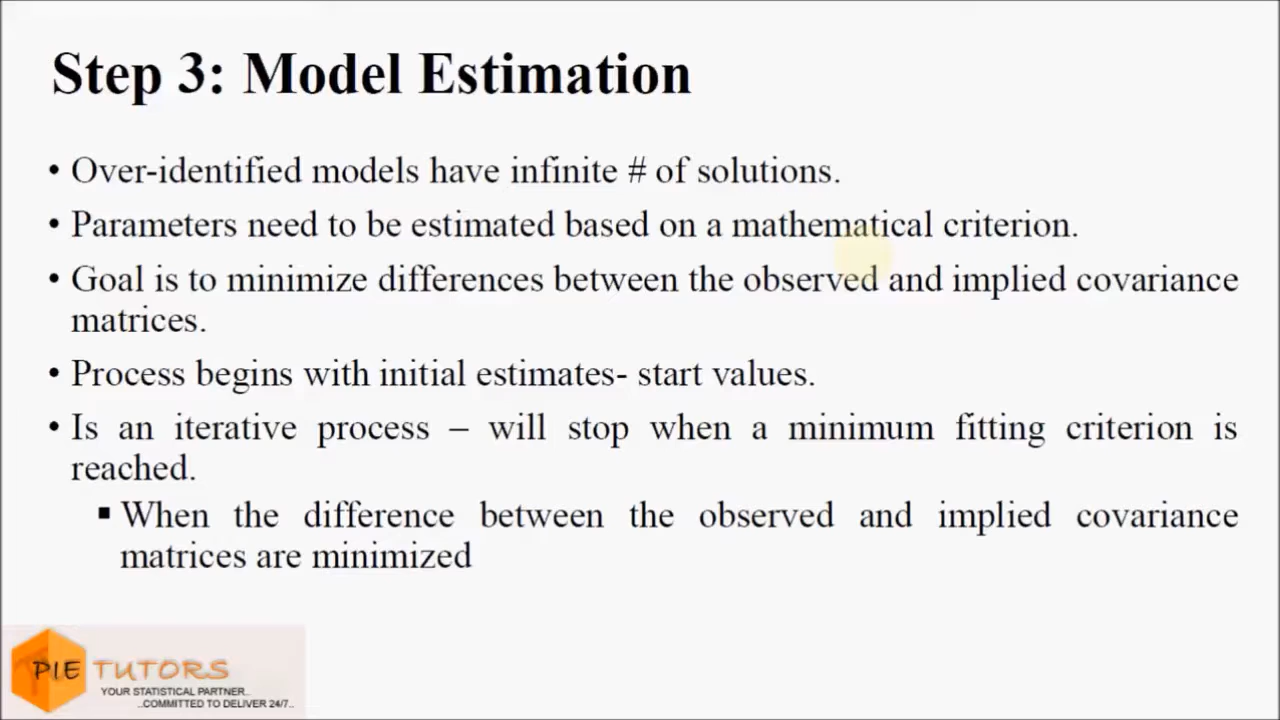 Step 3: Model Estimation
• Over-identified models have infinite # of solutions.
• Parameters need to be estimated based on a mathematical criterion.
• Goal is to minimize differences between the observed and implied covariance
matrices.
• Process begins with initial estimates- start values.
• Is an iterative process – will stop when a minimum fitting criterion is
reached.
▪ When the difference between the observed and implied covariance
matrices are minimized
PIE TUTORS
YOUR STATISTICAL PARTNER..
..COMMITTED TO DELIVER 24/7..